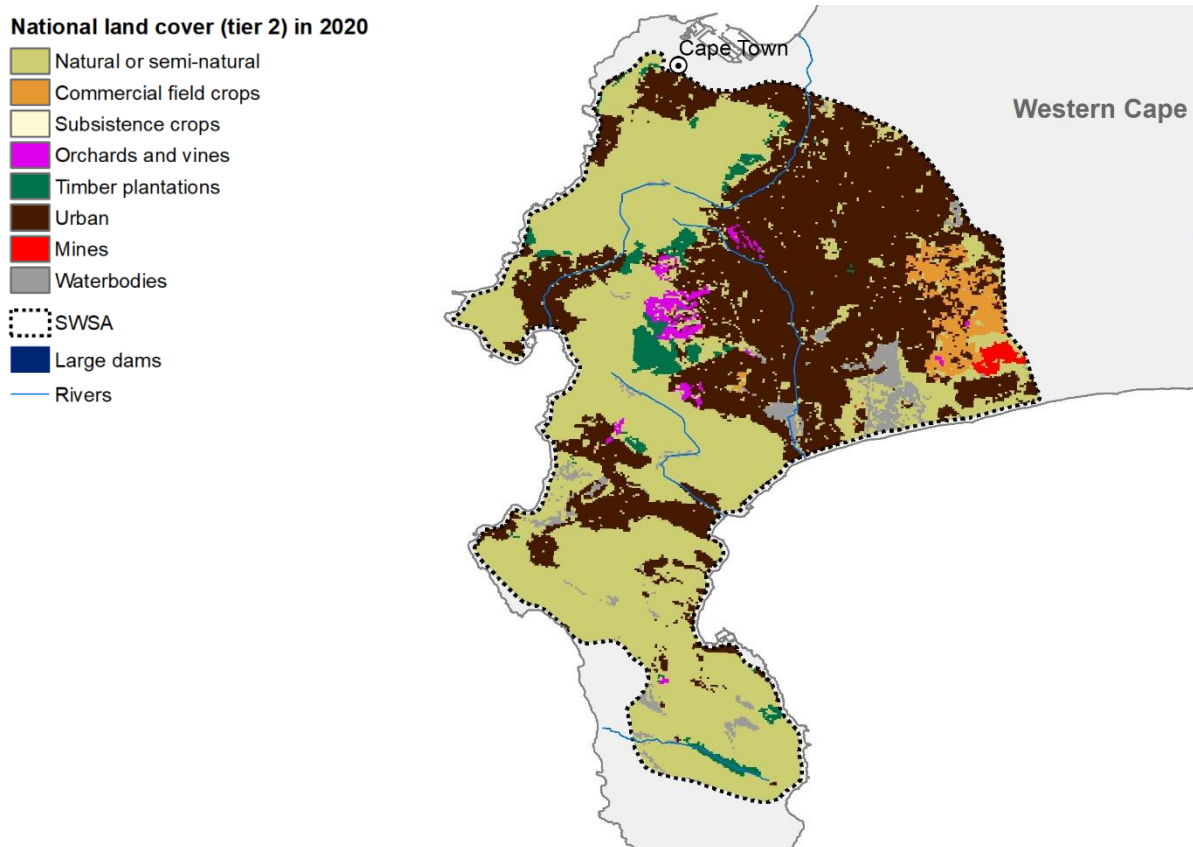 National land cover (tier 2) in 2020
Natural or semi-natural
Commercial field crops
Subsistence crops
Orchards and vines
Timber plantations
Urban
Mines
Waterbodies
SWSA
Large dams
Rivers
Cape Town
Western Cape